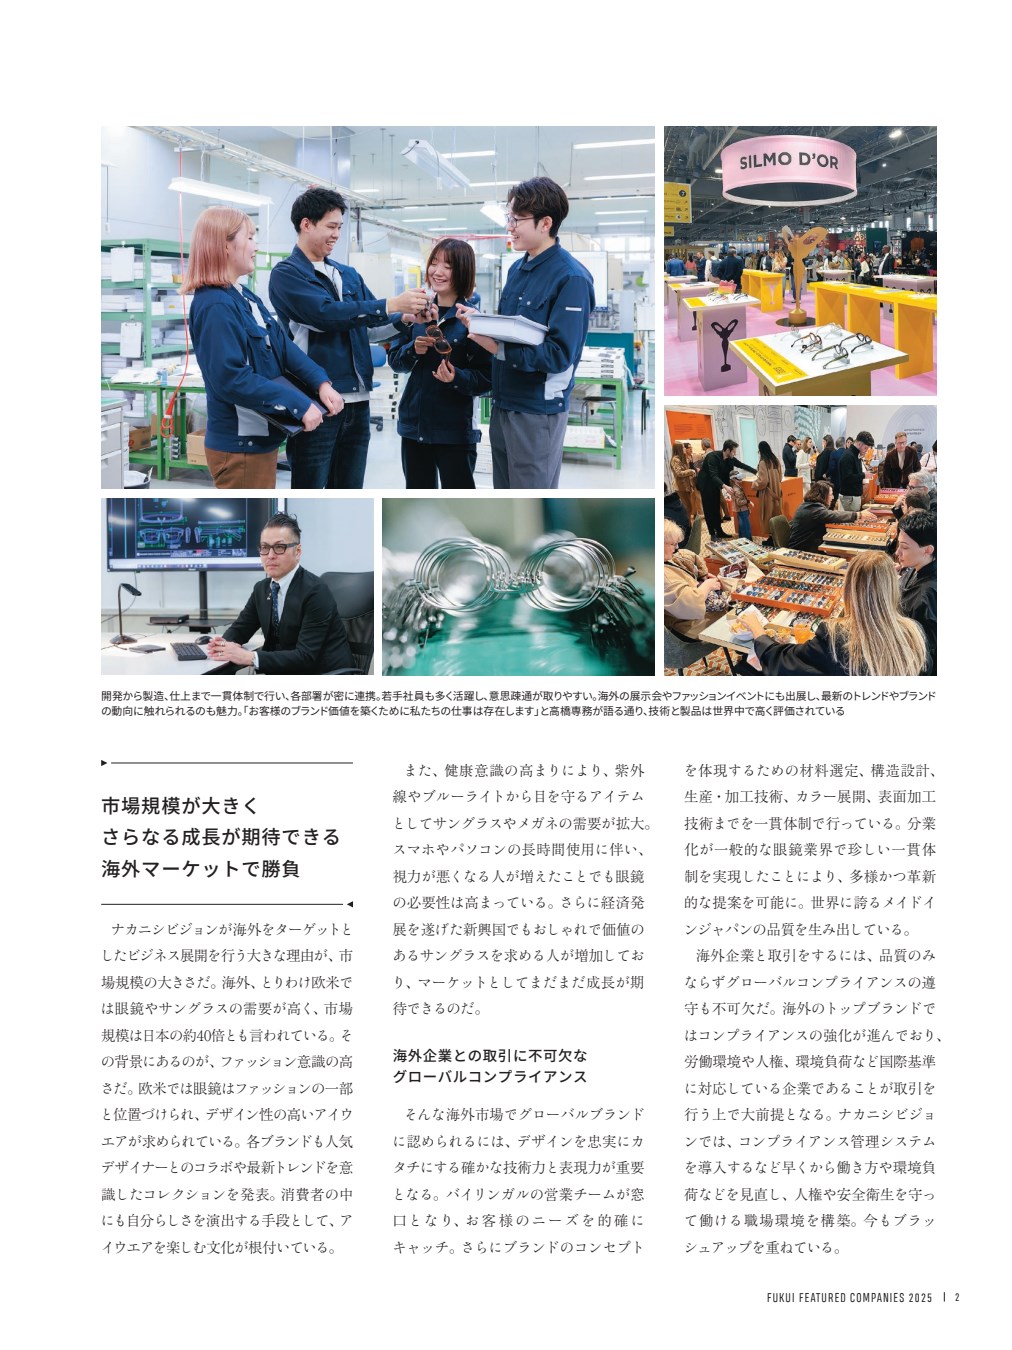 SILMO D'OR
開発から製造、仕上まで一貫体制で行い、各部署が密に連携。若手社員も多く活躍し、意思疎通が取りやすい。海外の展示会やファッションイベントにも出展し、最新のトレンドやブランド
の動向に触れられるのも魅力。「お客様のブランド価値を築くために私たちの仕事は存在します」と高橋専務が語る通り、技術と製品は世界中で高く評価されている
市場規模が大きく
さらなる成長が期待できる
海外マーケットで勝負
ナカニシビジョンが海外をターゲットと
したビジネス展開を行う大きな理由が、市
場規模の大きさだ。海外、とりわけ欧米で
は眼鏡やサングラスの需要が高く、市場
規模は日本の約40倍とも言われている。そ
の背景にあるのが、ファッション意識の高
さだ。欧米では眼鏡はファッションの一部
と位置づけられ、デザイン性の高いアイウ
エアが求められている。各ブランドも人気
デザイナーとのコラボや最新トレンドを意
識したコレクションを発表。消費者の中
にも自分らしさを演出する手段として、ア
イウエアを楽しむ文化が根付いている。
また、健康意識の高まりにより、紫外
線やブルーライトから目を守るアイテム
としてサングラスやメガネの需要が拡大。
スマホやパソコンの長時間使用に伴い、
視力が悪くなる人が増えたことでも眼鏡
の必要性は高まっている。さらに経済発
展を遂げた新興国でもおしゃれで価値の
あるサングラスを求める人が増加してお
り、マーケットとしてまだまだ成長が期
待できるのだ。
海外企業との取引に不可欠な
グローバルコンプライアンス
そんな海外市場でグローバルブランド
に認められるには、デザインを忠実にカ
タチにする確かな技術力と表現力が重要
となる。バイリンガルの営業チームが窓
口となり、お客様のニーズを的確に
キャッチ。さらにブランドのコンセプト
を体現するための材料選定、構造設計、
生産・加工技術、カラー展開、表面加工
技術までを一貫体制で行っている。分業
化が一般的な眼鏡業界で珍しい一貫体
制を実現したことにより、多様かつ革新
的な提案を可能に。世界に誇るメイドイ
ンジャパンの品質を生み出している。
海外企業と取引をするには、品質のみ
ならずグローバルコンプライアンスの遵
守も不可欠だ。海外のトップブランドで
はコンプライアンスの強化が進んでおり、
労働環境や人権、環境負荷など国際基準
に対応している企業であることが取引を
行う上で大前提となる。ナカニシビジョ
ンでは、コンプライアンス管理システム
を導入するなど早くから働き方や環境負
荷などを見直し、人権や安全衛生を守っ
て働ける職場環境を構築。今もブラッ
シュアップを重ねている。
FUKUI FEATURED COMPANIES 2025 | 2